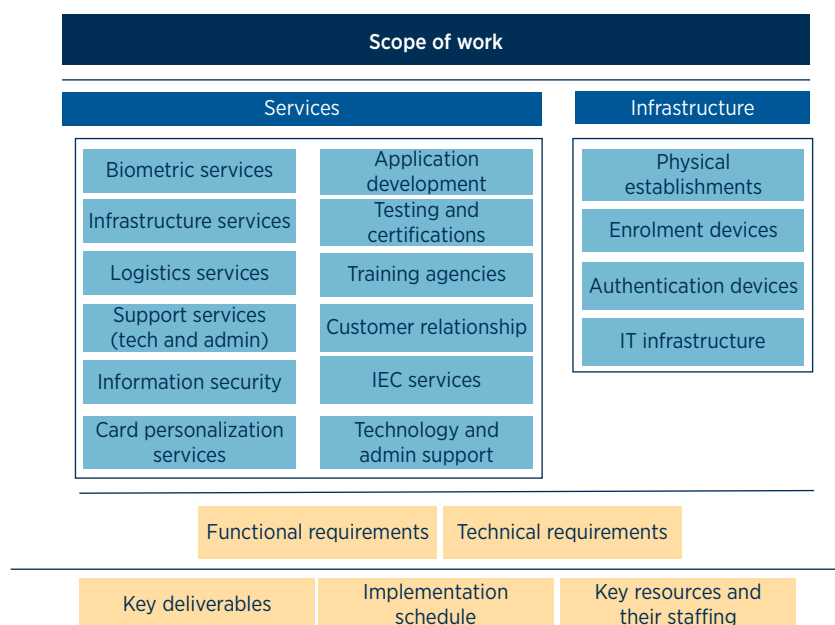 Scope of work
Services
Infrastructure
Biometric services
Infrastructure services
Logistics services
Support services
(tech and admin)
Information security
Card personalization
services
Application
development
Testing and
certifications
Training agencies
Customer relationship
IEC services
Technology and
admin support
Physical
establishments
Enrolment devices
Authentication devices
IT infrastructure
Functional requirements
Technical requirements
Key deliverables
Implementation
schedule
Key resources and
their staffing